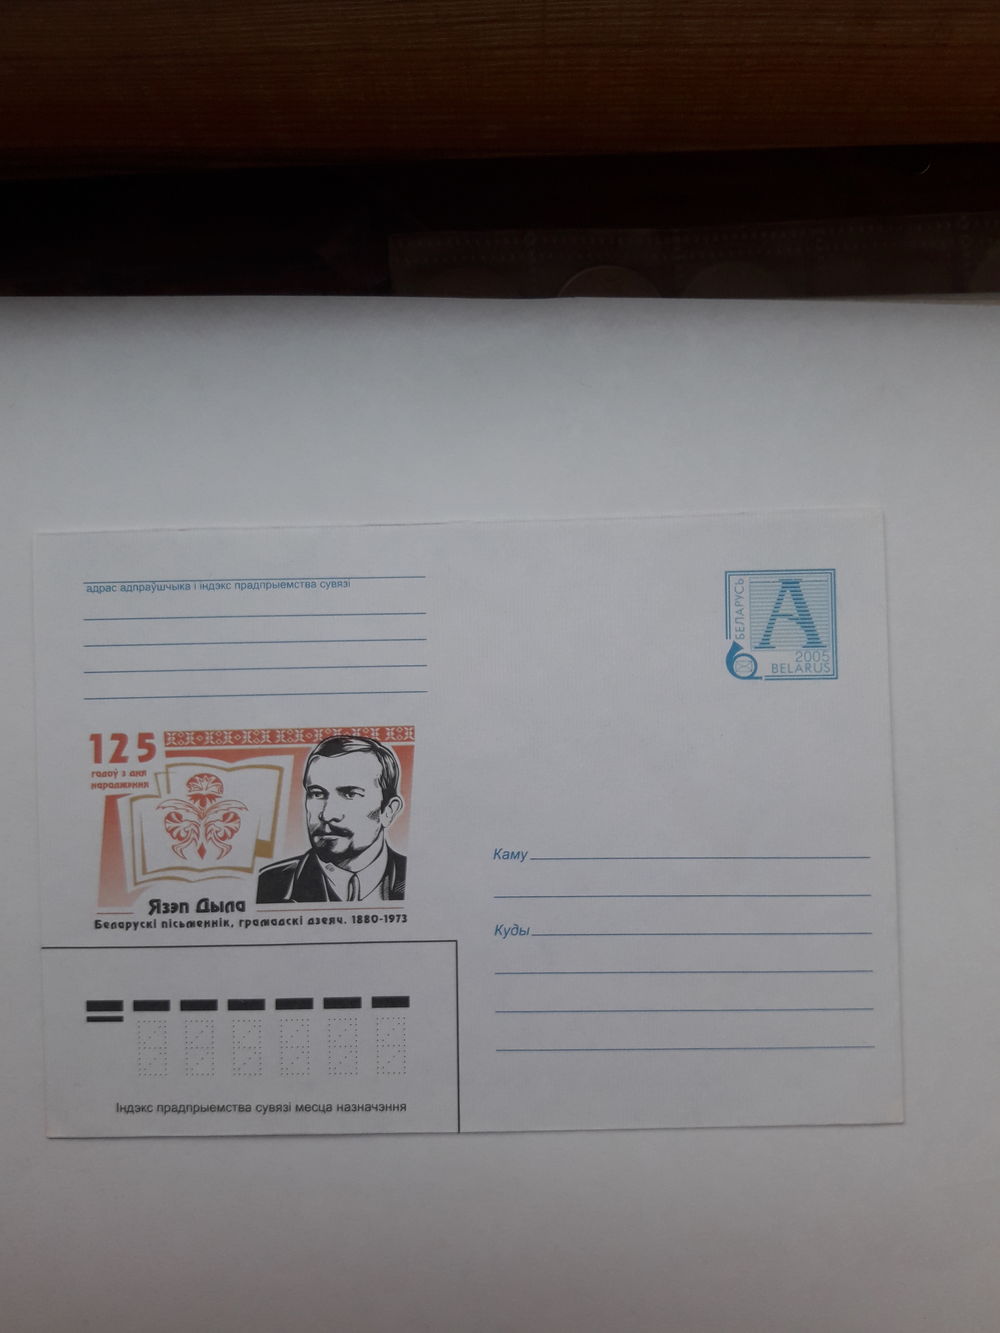 адрас адпраўшчыка і індэкс прадпрыемства сувязі
БЕЛАРУСЬ
А
2005
BELARUS
125
гадоў з дня
нараджэння
Язэп Дыла
Беларускі пісьменнік, грамадскі дзеяч. 1880-1973
Каму
Куды
Індэкс прадпрыемства сувязі месца назначэння